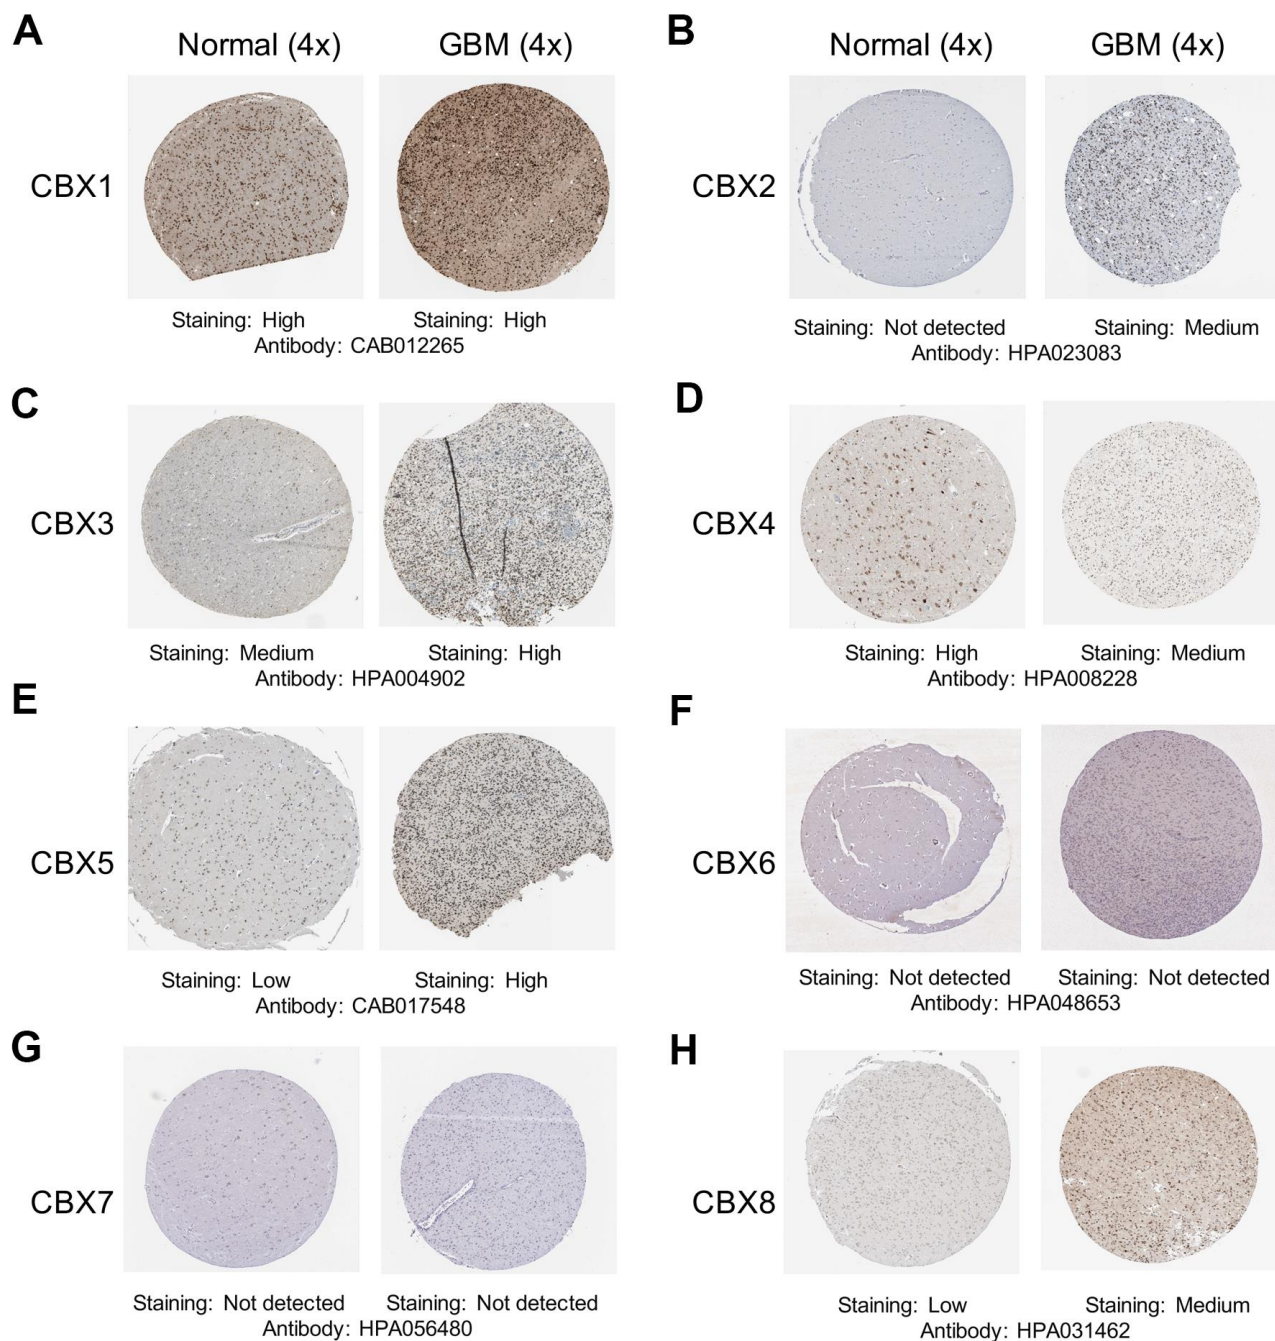 A
Normal (4x) GBM (4x)
CBX1
Staining: High Staining: High
Antibody: CAB012265
B
Normal (4x) GBM (4x)
CBX2
Staining: Not detected Staining: Medium
Antibody: HPA023083
C
CBX3
Staining: Medium Staining: High
Antibody: HPA004902
D
CBX4
Staining: High Staining: Medium
Antibody: HPA008228
E
CBX5
Staining: Low Staining: High
Antibody: CAB017548
F
CBX6
Staining: Not detected Staining: Not detected
Antibody: HPA048653
G
CBX7
Staining: Not detected Staining: Not detected
Antibody: HPA056480
H
CBX8
Staining: Low Staining: Medium
Antibody: HPA031462